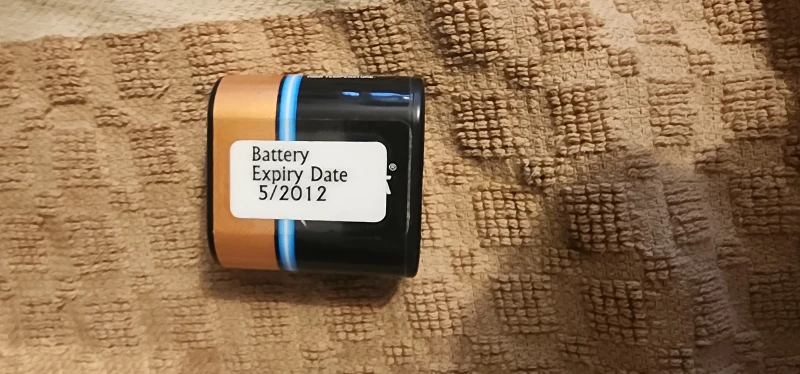 Battery
Expiry Date
5/2012
®